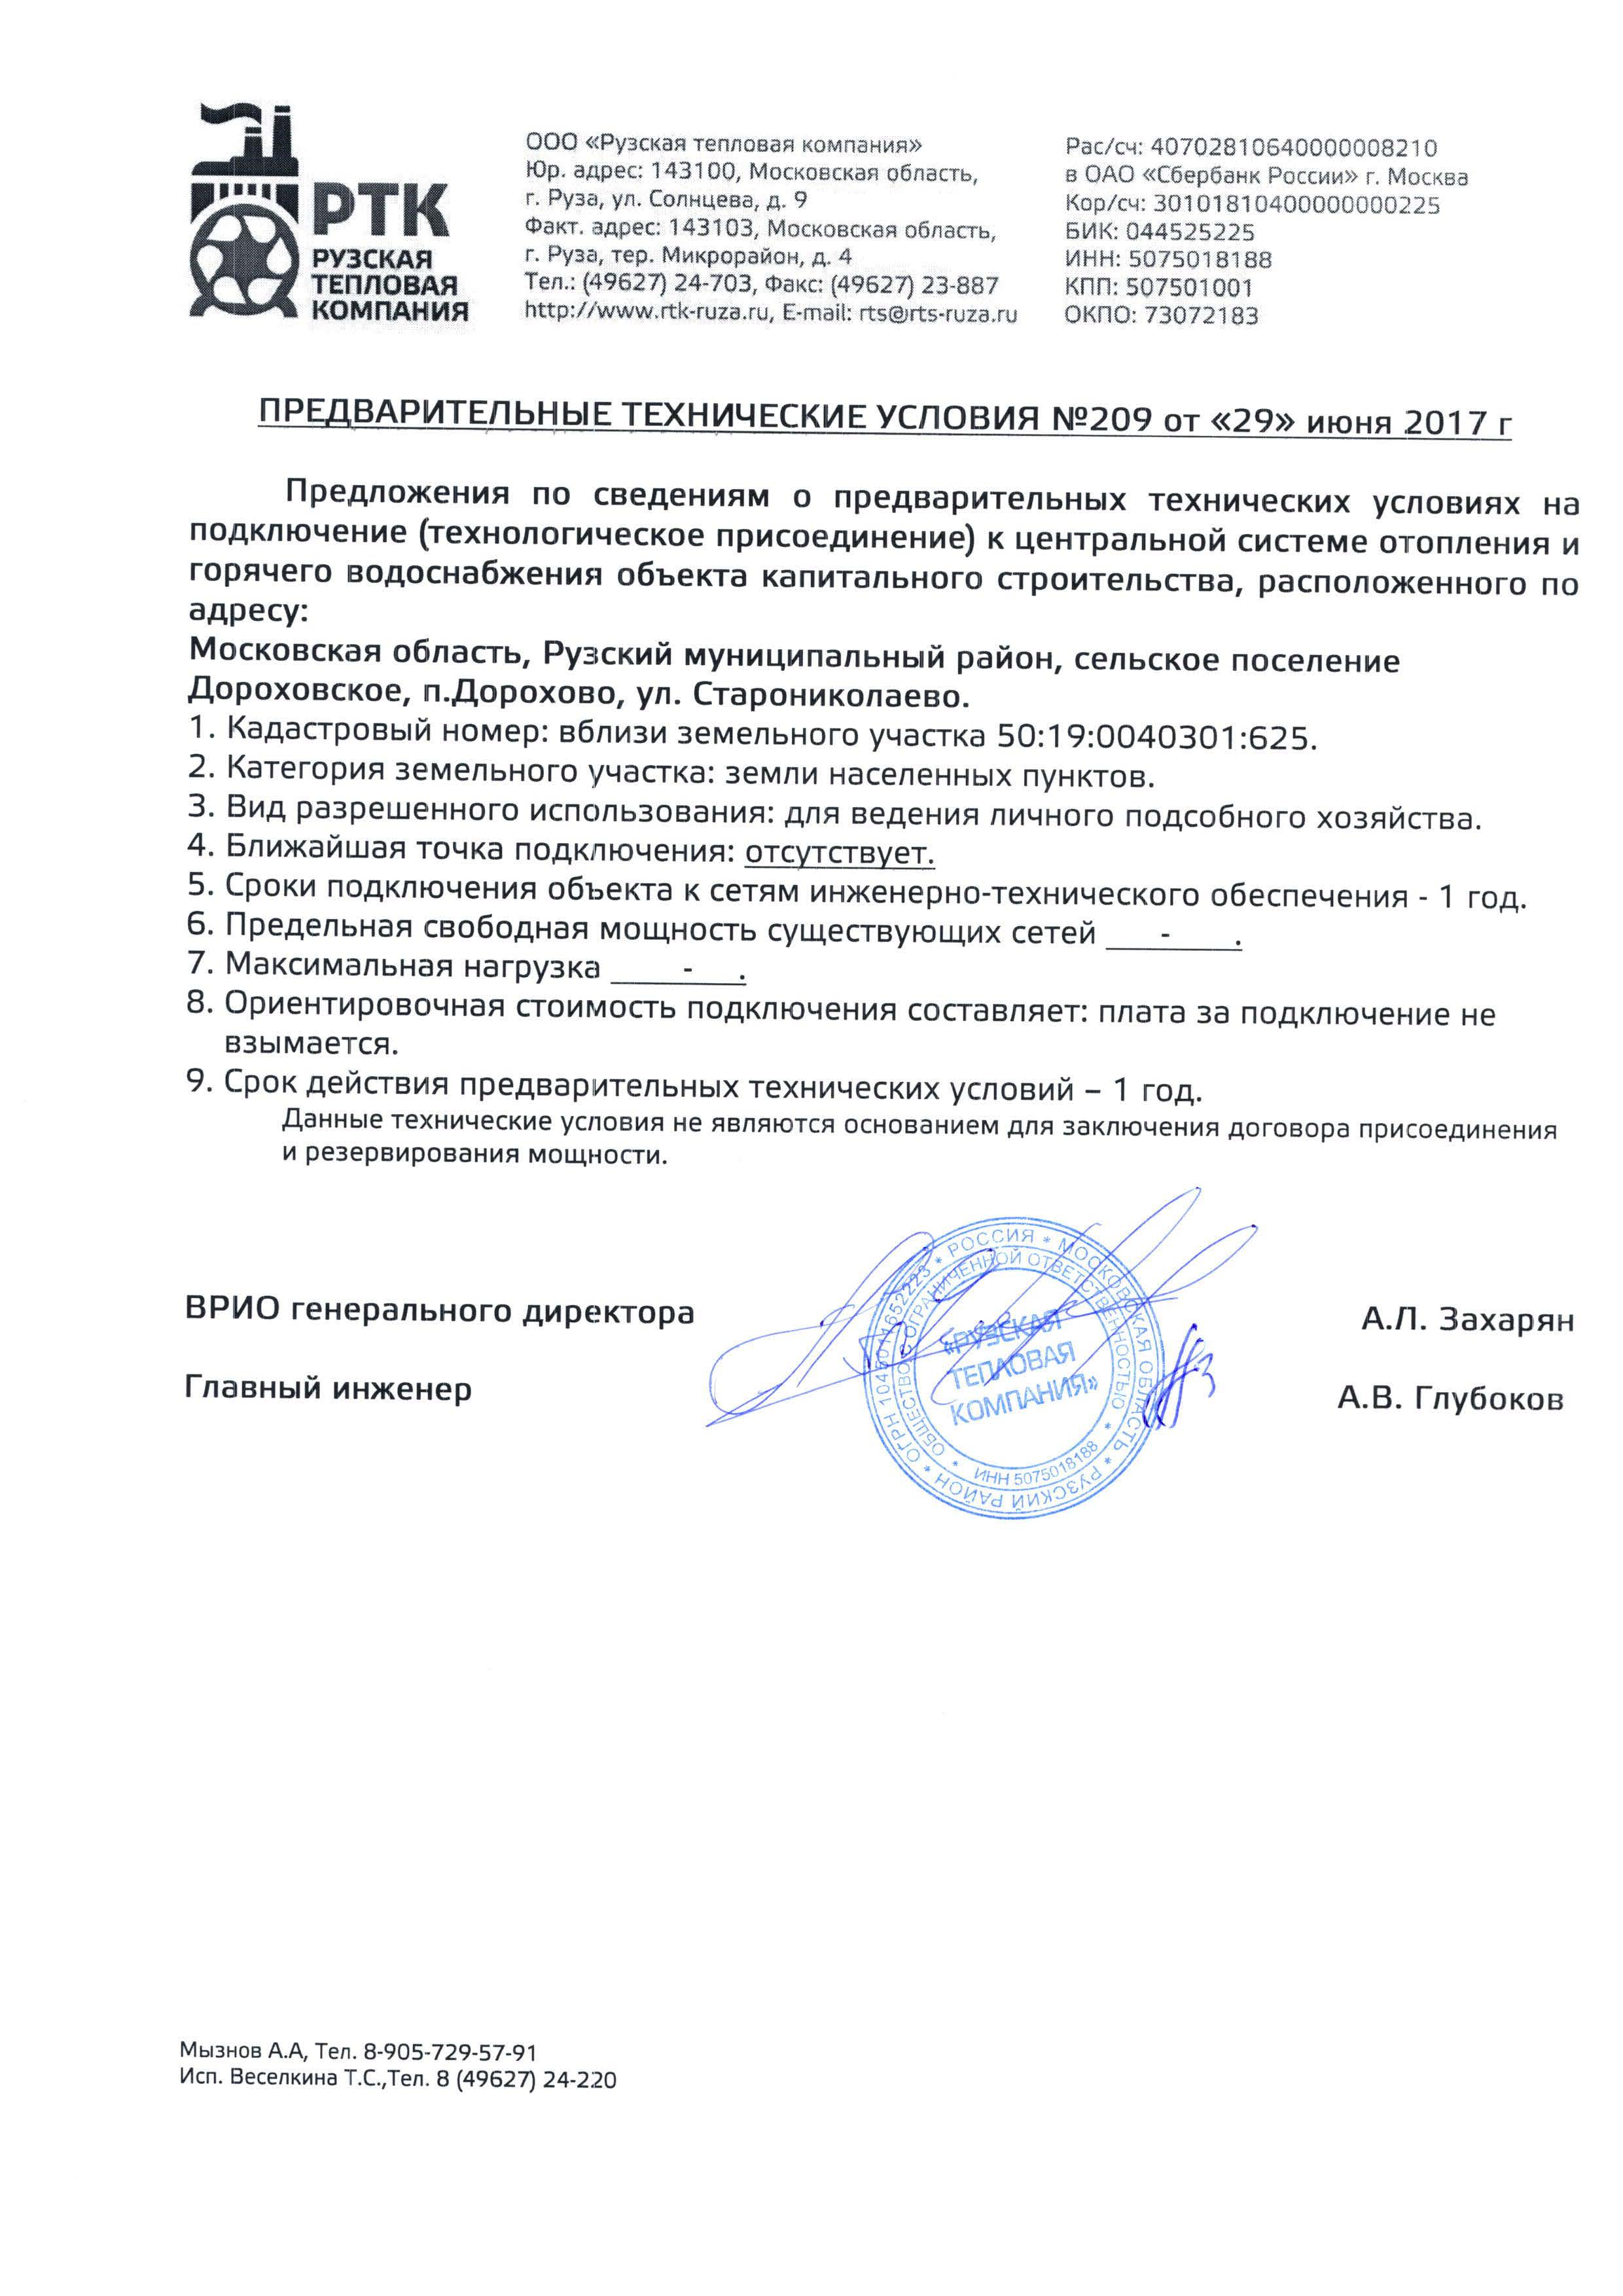 РТК
РУЗСКАЯ
ТЕПЛОВАЯ
КОМПАНИЯ
ООО «Рузская тепловая компания»
Юр. адрес: 143100, Московская область,
г. Руза, ул. Солнцева, д. 9
Факт. адрес: 143103, Московская область,
г. Руза, тер. Микрорайон, д. 4
Тел.: (49627) 24-703, Факс: (49627) 23-887
http://www.rtk-ruza.ru, E-mail: rts@rts-ruza.ru
Рас/сч: 40702810640000008210
в ОАО «Сбербанк России» г. Москва
Кор/сч: 30101810400000000225
БИК: 044525225
ИНН: 5075018188
КПП: 507501001
ОКПО: 73072183
ПРЕДВАРИТЕЛЬНЫЕ ТЕХНИЧЕСКИЕ УСЛОВИЯ №209 от «29» июня 2017 г
Предложения по сведениям о предварительных технических условиях на
подключение (технологическое присоединение) к центральной системе отопления и
горячего водоснабжения объекта капитального строительства, расположенного по
адресу:
Московская область, Рузский муниципальный район, сельское поселение
Дороховское, п.Дорохово, ул. Старониколаево.
1. Кадастровый номер: вблизи земельного участка 50:19:0040301:625.
2. Категория земельного участка: земли населенных пунктов.
3. Вид разрешенного использования: для ведения личного подсобного хозяйства.
4. Ближайшая точка подключения: отсутствует.
5. Сроки подключения объекта к сетям инженерно-технического обеспечения - 1 год.
6. Предельная свободная мощность существующих сетей ___-____.
7. Максимальная нагрузка ____-___.
8. Ориентировочная стоимость подключения составляет: плата за подключение не
взымается.
9. Срок действия предварительных технических условий – 1 год.
Данные технические условия не являются основанием для заключения договора присоединения
и резервирования мощности.
ВРИО генерального директора
А.Л. Захарян
Главный инженер
А.В. Глубоков
* РОССИЯ * МОСКОВСКАЯ ОБЛАСТЬ * РУЗСКИЙ РАЙОН * ОГРН
ОБЩЕСТВО С ОГРАНИЧЕННОЙ ОТВЕТСТВЕННОСТЬЮ *
ИНН 5075018188
«РУЗСКАЯ
ТЕПЛОВАЯ
КОМПАНИЯ»
Мызнов А.А, Тел. 8-905-729-57-91
Исп. Веселкина Т.С.,Тел. 8 (49627) 24-220